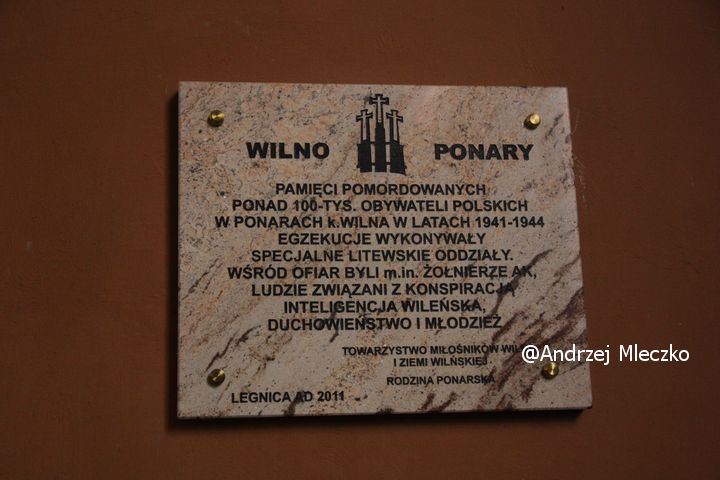 WILNO PONARY
PAMIĘCI POMORDOWANYCH
PONAD 100-TYS. OBYWATELI POLSKICH
W PONARACH k.WILNA W LATACH 1941-1944
EGZEKUCJE WYKONYWAŁY
SPECJALNE LITEWSKIE ODDZIAŁY.
WŚRÓD OFIAR BYLI m.in. ŻOŁNIERZE AK,
LUDZIE ZWIĄZANI Z KONSPIRACJĄ
INTELIGENCJA WILEŃSKA,
DUCHOWIEŃSTWO I MŁODZIEŻ
TOWARZYSTWO MIŁOŚNIKÓW
I ZIEMI WILŃSKIEJ
RODZINA PONARSKA
LEGNICA AD 2011
@Andrzej Mleczko